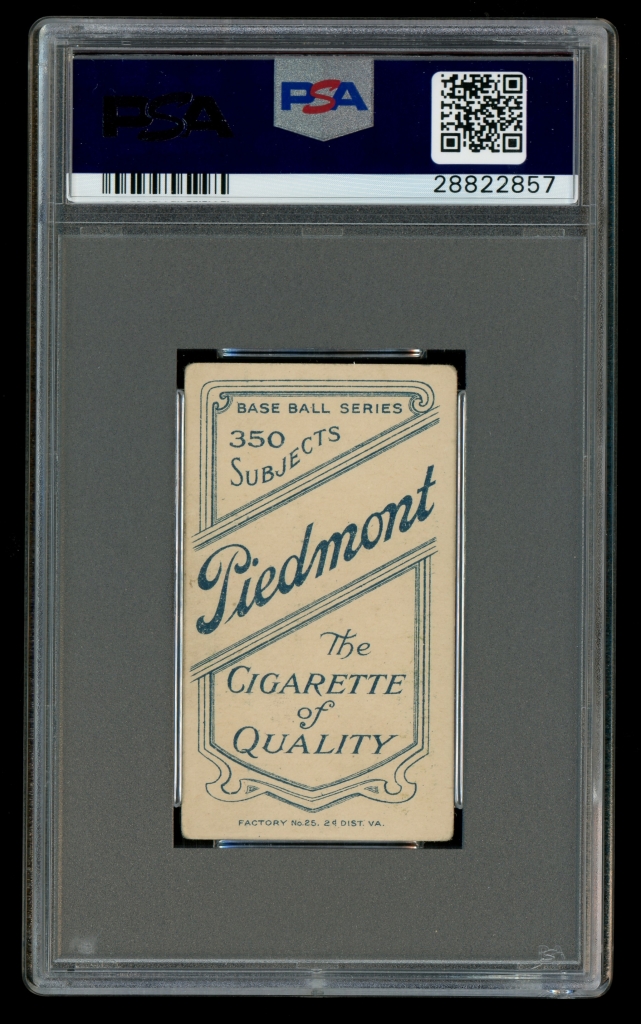 PSA
PSA
28822857
BASE BALL SERIES
350
SUBJECTS
Piedmont
The
CIGARETTE
of
QUALITY
FACTORY No. 25. 2d DIST. VA.